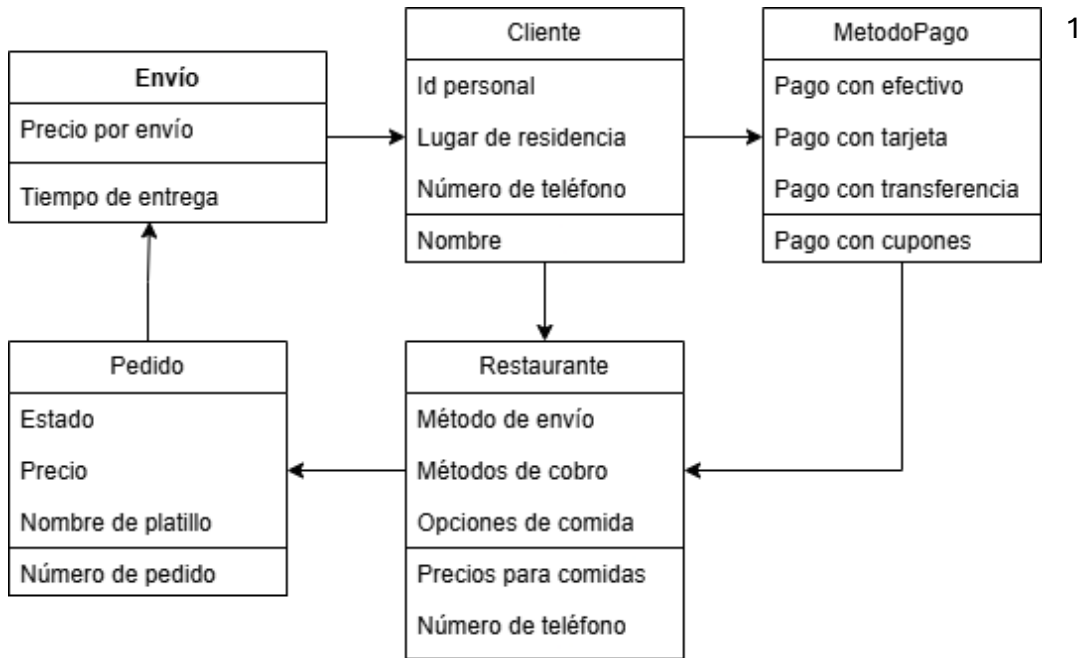 Envío
Precio por envío
Tiempo de entrega
Cliente
Id personal
Lugar de residencia
Número de teléfono
Nombre
MetodoPago
Pago con efectivo
Pago con tarjeta
Pago con transferencia
Pago con cupones
1
Pedido
Estado
Precio
Nombre de platillo
Número de pedido
Restaurante
Método de envío
Métodos de cobro
Opciones de comida
Precios para comidas
Número de teléfono